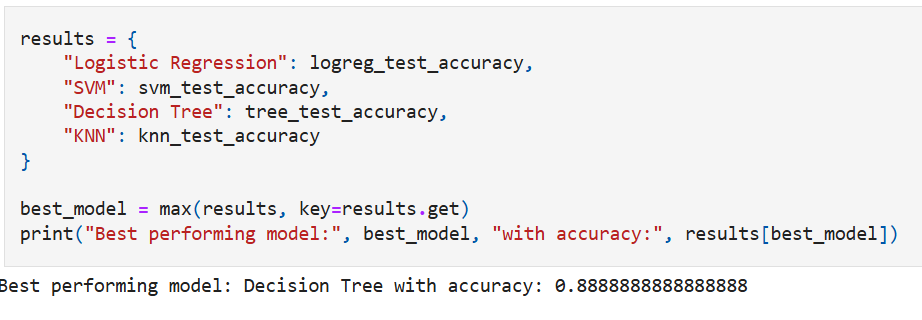 results = {
    "Logistic Regression": logreg_test_accuracy,
    "SVM": svm_test_accuracy,
    "Decision Tree": tree_test_accuracy,
    "KNN": knn_test_accuracy
}
best_model = max(results, key=results.get)
print("Best performing model:", best_model, "with accuracy:", results[best_model])
Best performing model: Decision Tree with accuracy: 0.8888888888888888